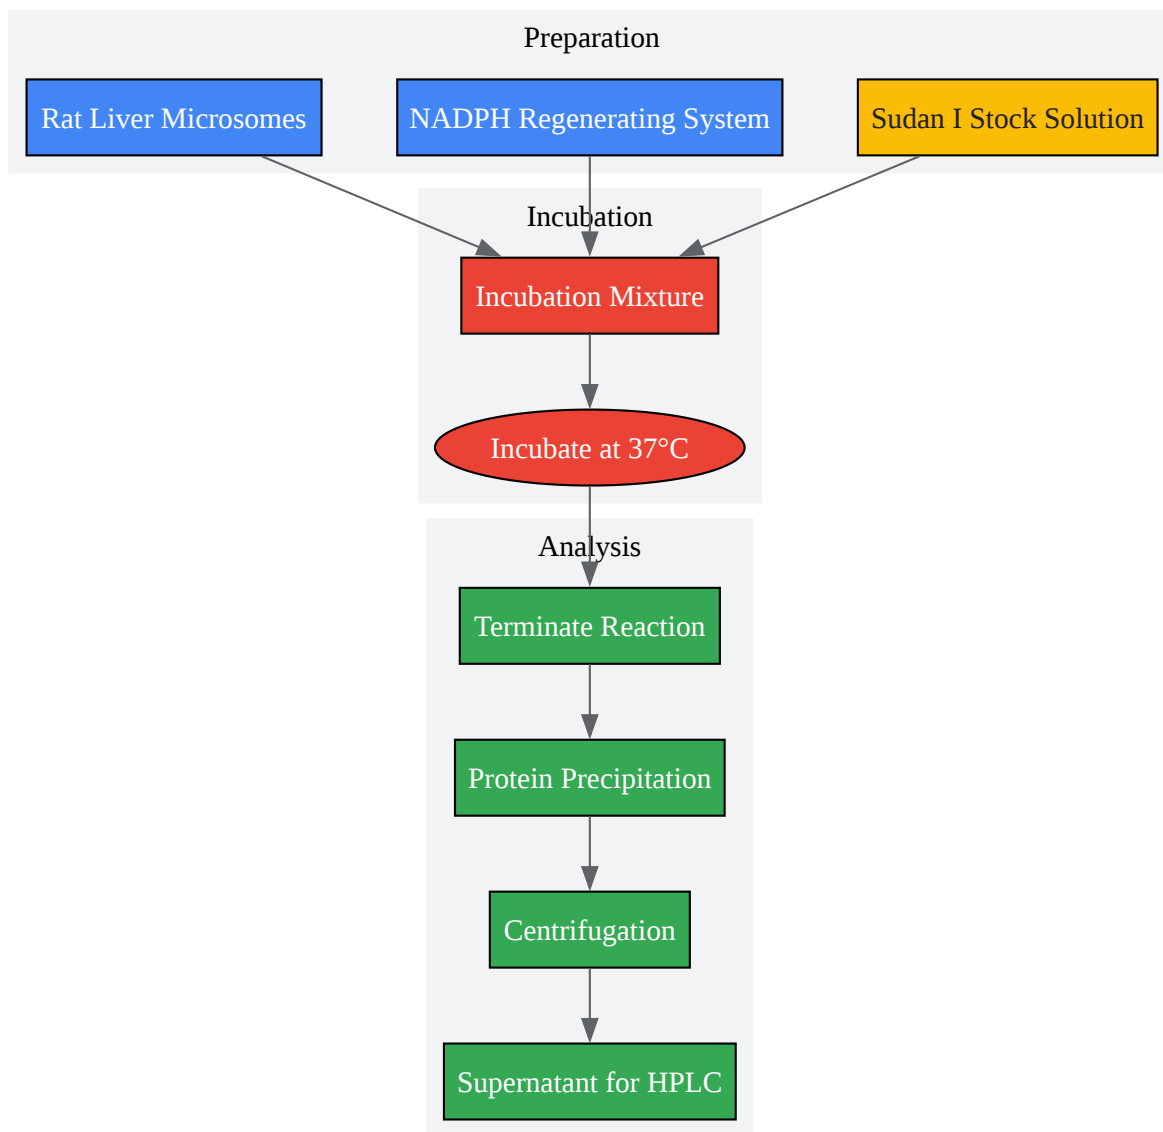 Preparation
Rat Liver Microsomes
NADPH Regenerating System
Sudan I Stock Solution
Incubation
Incubation Mixture
Incubate at 37°C
Analysis
Terminate Reaction
Protein Precipitation
Centrifugation
Supernatant for HPLC